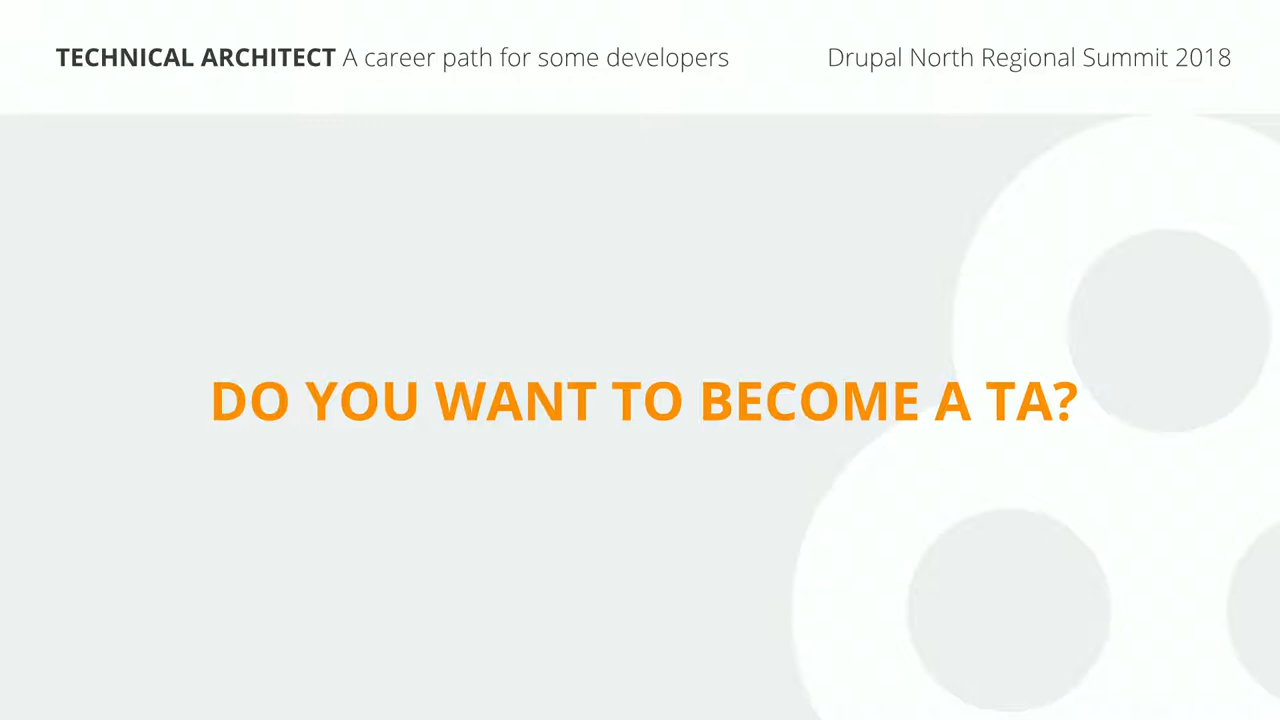 TECHNICAL ARCHITECT A career path for some developers
Drupal North Regional Summit 2018
DO YOU WANT TO BECOME A TA?